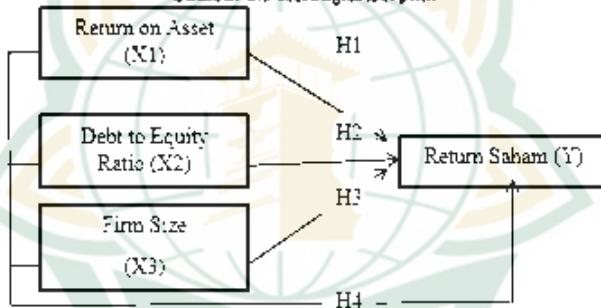 Return on Asset
(X1)
H1
Debt to Equity
Ratio (X2)
H2
Return Saham (Y)
H3
Firm Size
(X3)
H4